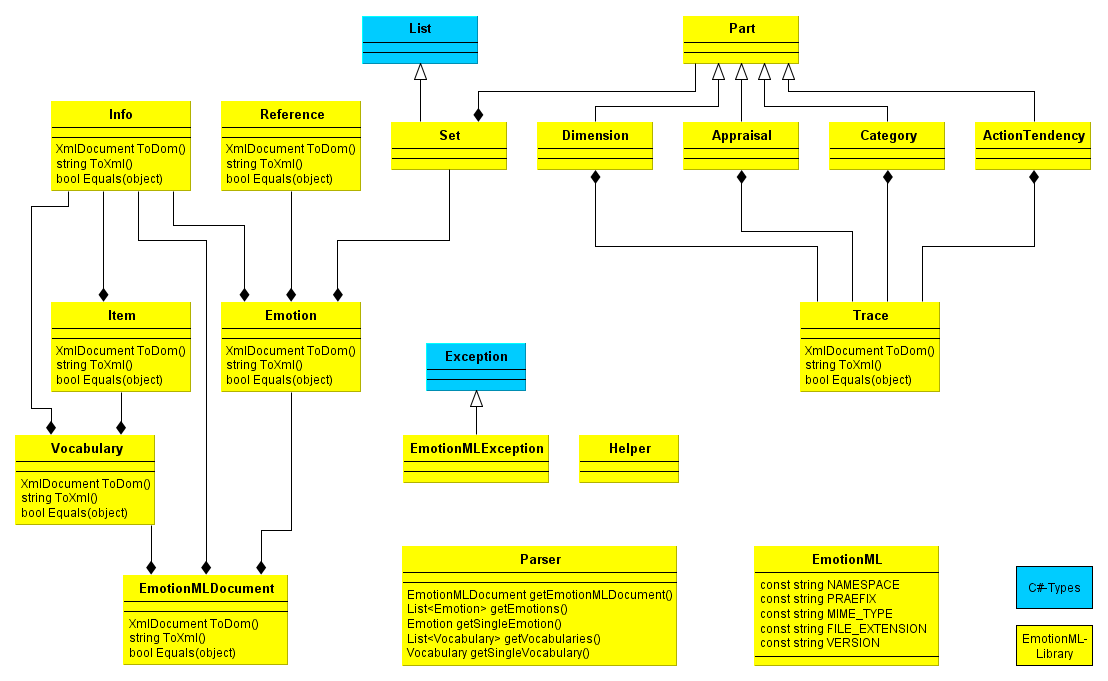 List
Part
Info
XmlDocument ToDom()
string ToXml()
bool Equals(object)
Reference
XmlDocument ToDom()
string ToXml()
bool Equals(object)
Set
Dimension
Appraisal
Category
ActionTendency
Item
XmlDocument ToDom()
string ToXml()
bool Equals(object)
Emotion
XmlDocument ToDom()
string ToXml()
bool Equals(object)
Exception
Trace
XmlDocument ToDom()
string ToXml()
bool Equals(object)
Vocabulary
XmlDocument ToDom()
string ToXml()
bool Equals(object)
EmotionMLException
Helper
EmotionMLDocument
XmlDocument ToDom()
string ToXml()
bool Equals(object)
Parser
EmotionMLDocument getEmotionMLDocument()
List<Emotion> getEmotions()
Emotion getSingleEmotion()
List<Vocabulary> getVocabularies()
Vocabulary getSingleVocabulary()
EmotionML
const string NAMESPACE
const string PRAEFIX
const string MIME_TYPE
const string FILE_EXTENSION
const string VERSION
C#-Types
EmotionML-
Library